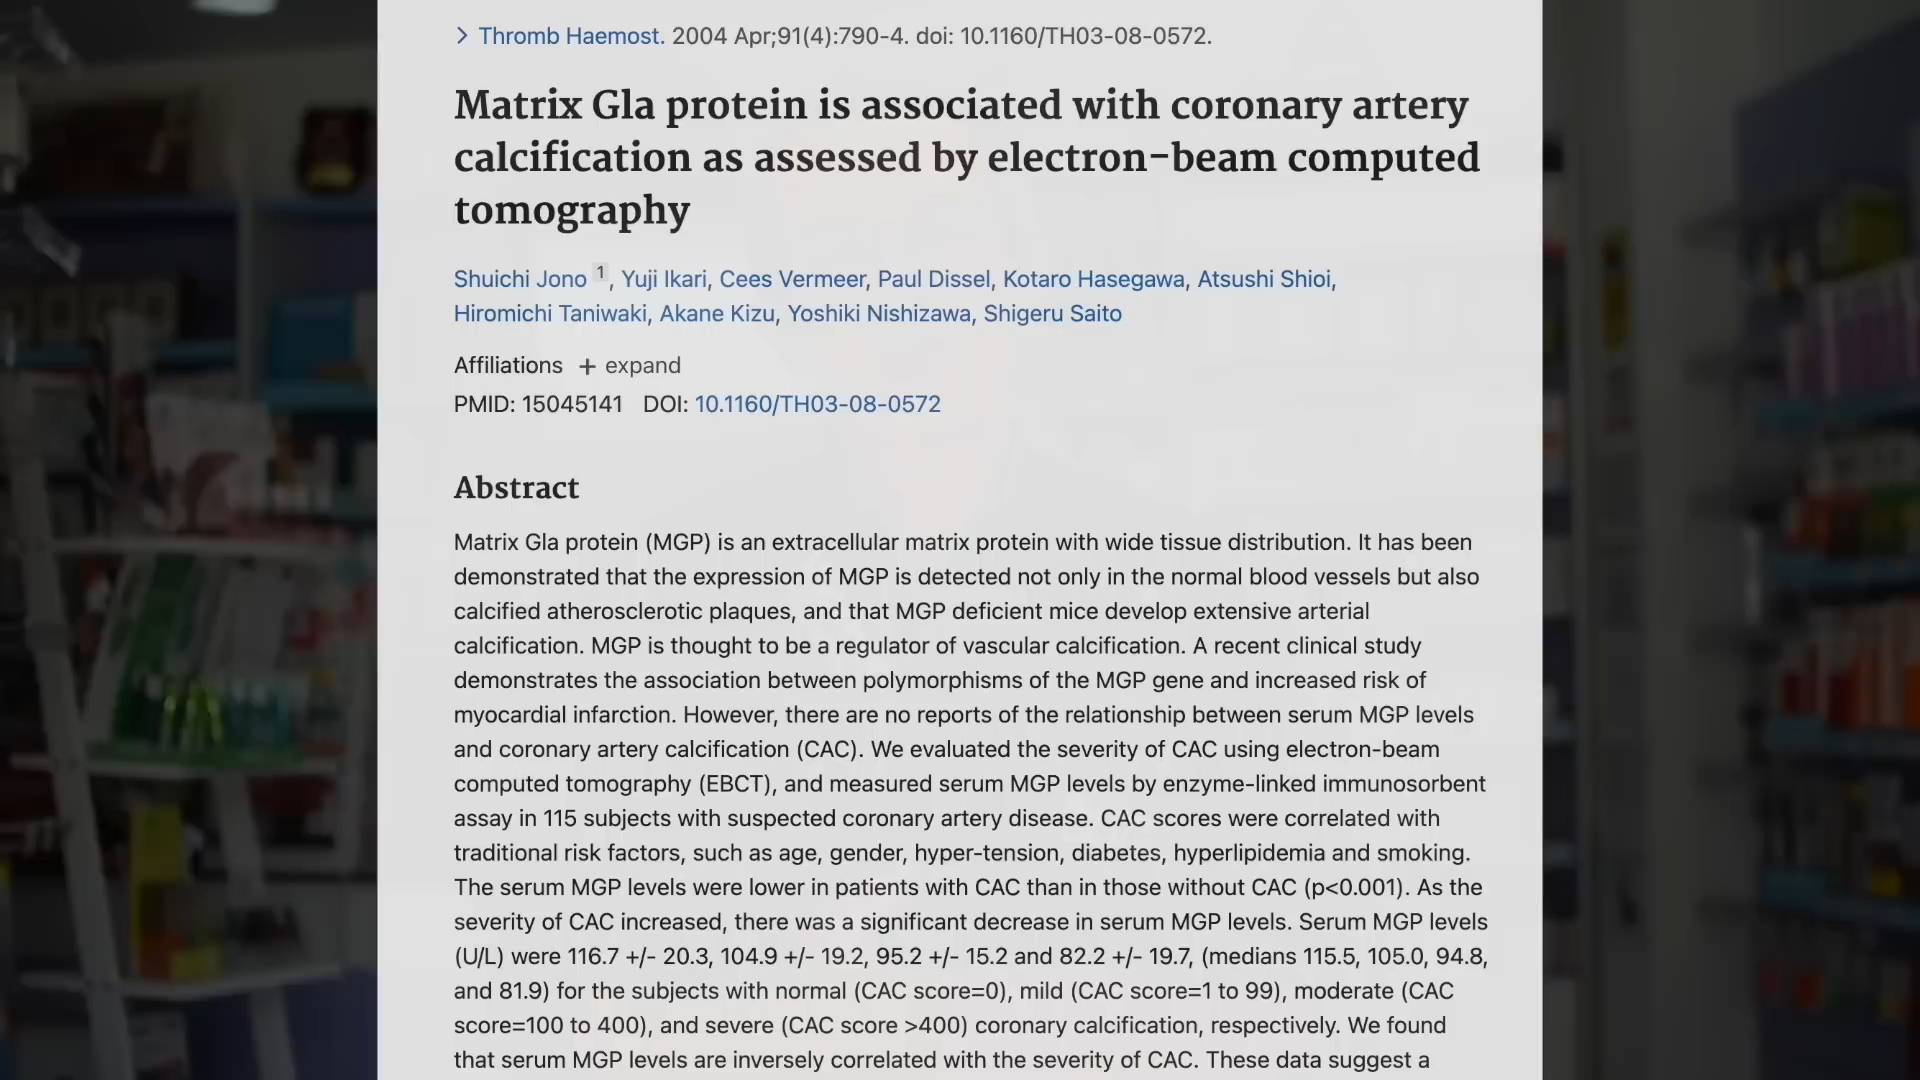 > Thromb Haemost. 2004 Apr;91(4):790-4. doi: 10.1160/TH03-08-0572.
Matrix Gla protein is associated with coronary artery
calcification as assessed by electron-beam computed
tomography
Shuichi Jono 1, Yuji Ikari, Cees Vermeer, Paul Dissel, Kotaro Hasegawa, Atsushi Shioi,
Hiromichi Taniwaki, Akane Kizu, Yoshiki Nishizawa, Shigeru Saito
Affiliations + expand
PMID: 15045141 DOI: 10.1160/TH03-08-0572
Abstract
Matrix Gla protein (MGP) is an extracellular matrix protein with wide tissue distribution. It has been
demonstrated that the expression of MGP is detected not only in the normal blood vessels but also
calcified atherosclerotic plaques, and that MGP deficient mice develop extensive arterial
calcification. MGP is thought to be a regulator of vascular calcification. A recent clinical study
demonstrates the association between polymorphisms of the MGP gene and increased risk of
myocardial infarction. However, there are no reports of the relationship between serum MGP levels
and coronary artery calcification (CAC). We evaluated the severity of CAC using electron-beam
computed tomography (EBCT), and measured serum MGP levels by enzyme-linked immunosorbent
assay in 115 subjects with suspected coronary artery disease. CAC scores were correlated with
traditional risk factors, such as age, gender, hyper-tension, diabetes, hyperlipidemia and smoking.
The serum MGP levels were lower in patients with CAC than in those without CAC (p<0.001). As the
severity of CAC increased, there was a significant decrease in serum MGP levels. Serum MGP levels
(U/L) were 116.7 +/- 20.3, 104.9 +/- 19.2, 95.2 +/- 15.2 and 82.2 +/- 19.7, (medians 115.5, 105.0, 94.8,
and 81.9) for the subjects with normal (CAC score=0), mild (CAC score=1 to 99), moderate (CAC
score=100 to 400), and severe (CAC score >400) coronary calcification, respectively. We found
that serum MGP levels are inversely correlated with the severity of CAC. These data suggest a